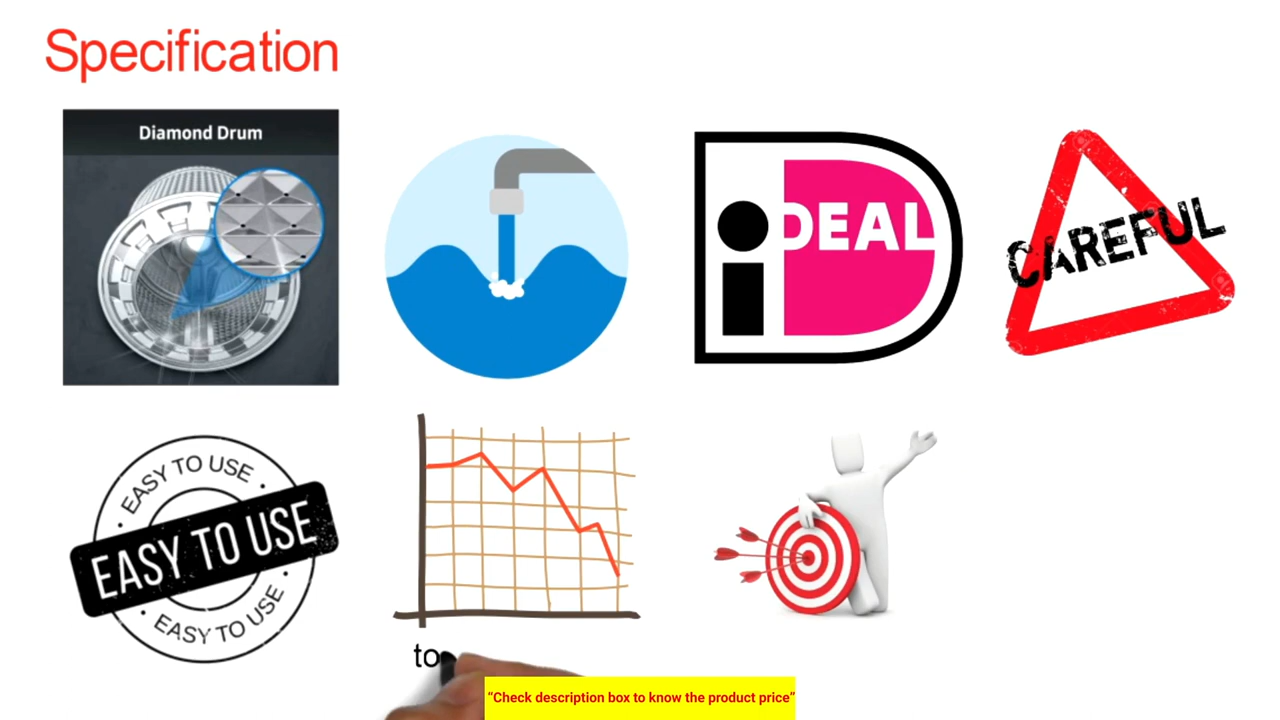 Specification
Diamond Drum
iDEAL
CAREFUL
EASY TO USE
EASY TO USE
EASY TO USE
to
“Check description box to know the product price”